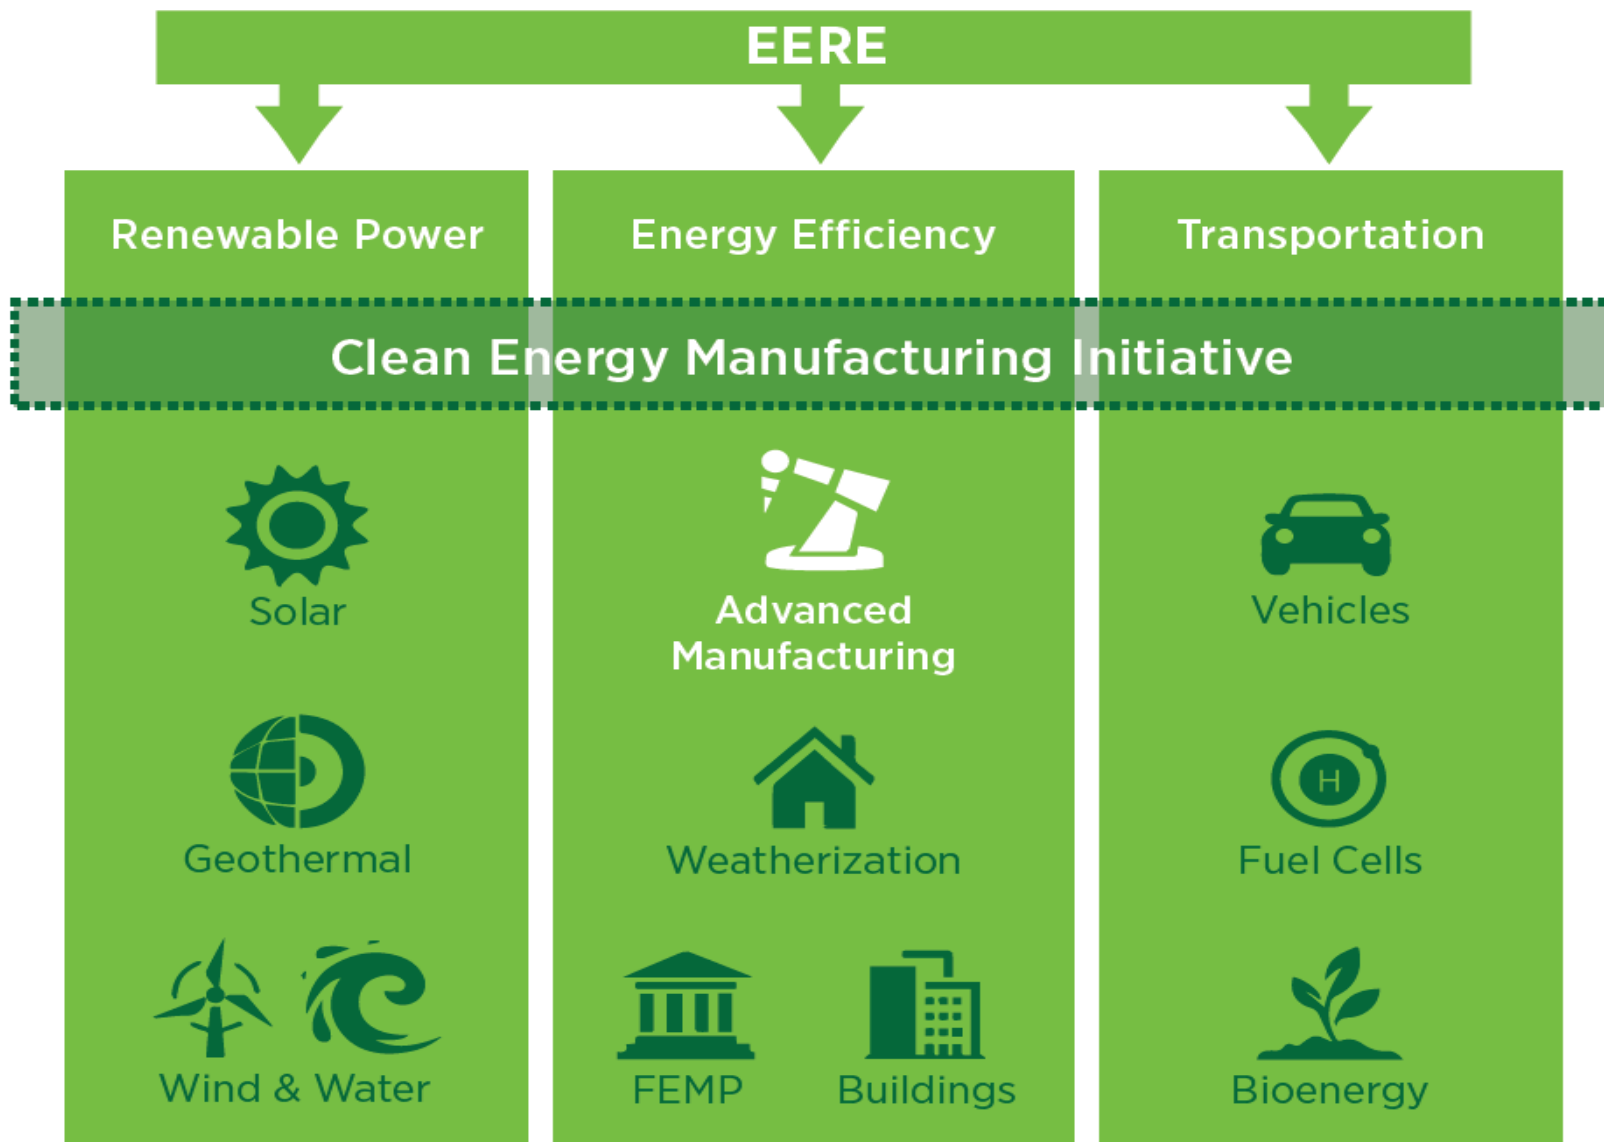 EERE
Renewable Power
Energy Efficiency
Transportation
Clean Energy Manufacturing Initiative
Solar
Advanced
Manufacturing
Vehicles
Geothermal
Weatherization
H
Fuel Cells
Wind & Water
FEMP
Buildings
Bioenergy